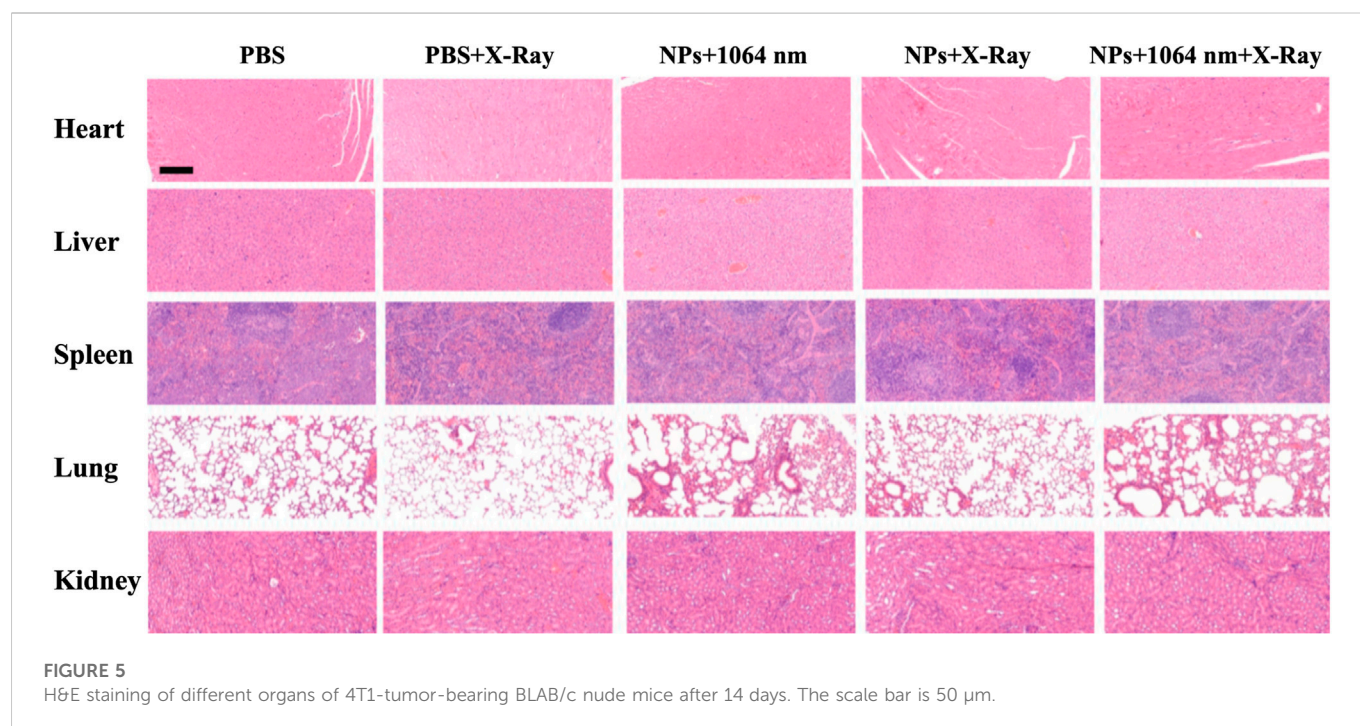 PBS PBS+X-Ray NPs+1064 nm NPs+X-Ray NPs+1064 nm+X-Ray
Heart
Liver
Spleen
Lung
Kidney
FIGURE 5
H&E staining of different organs of 4T1-tumor-bearing BLAB/c nude mice after 14 days. The scale bar is 50 μm.